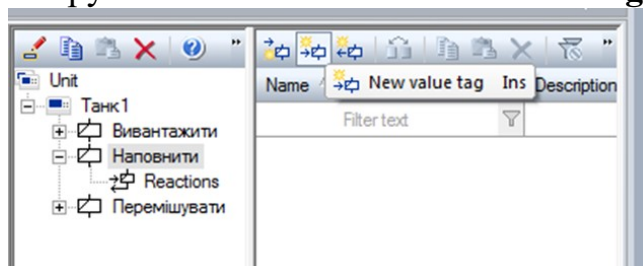 Unit
Танк1
Вивантажити
Наповнити
Reactions
Перемішувати
Name
New value tag Ins
Description
Filter text